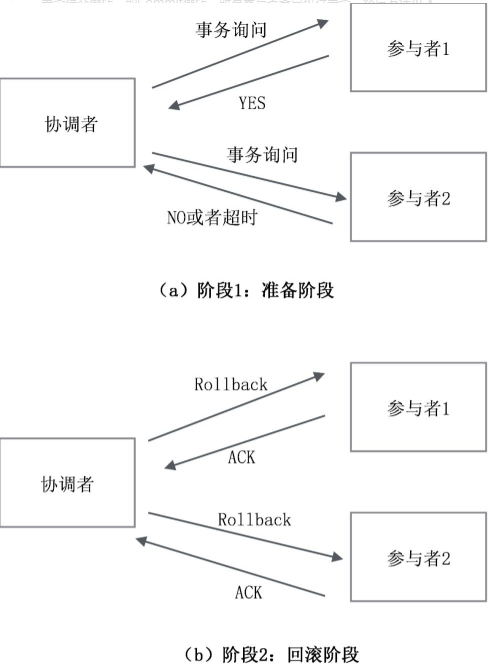 事务询问
参与者1
YES
协调者
事务询问
参与者2
NO或者超时
（a）阶段1：准备阶段
Rollback
参与者1
ACK
协调者
Rollback
参与者2
ACK
（b）阶段2：回滚阶段